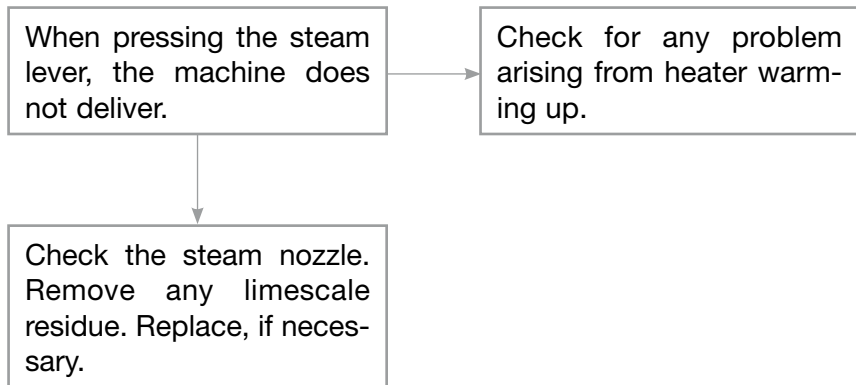 When pressing the steam
lever, the machine does
not deliver.
Check for any problem
arising from heater warm-
ing up.
Check the steam nozzle.
Remove any limescale
residue. Replace, if neces-
sary.